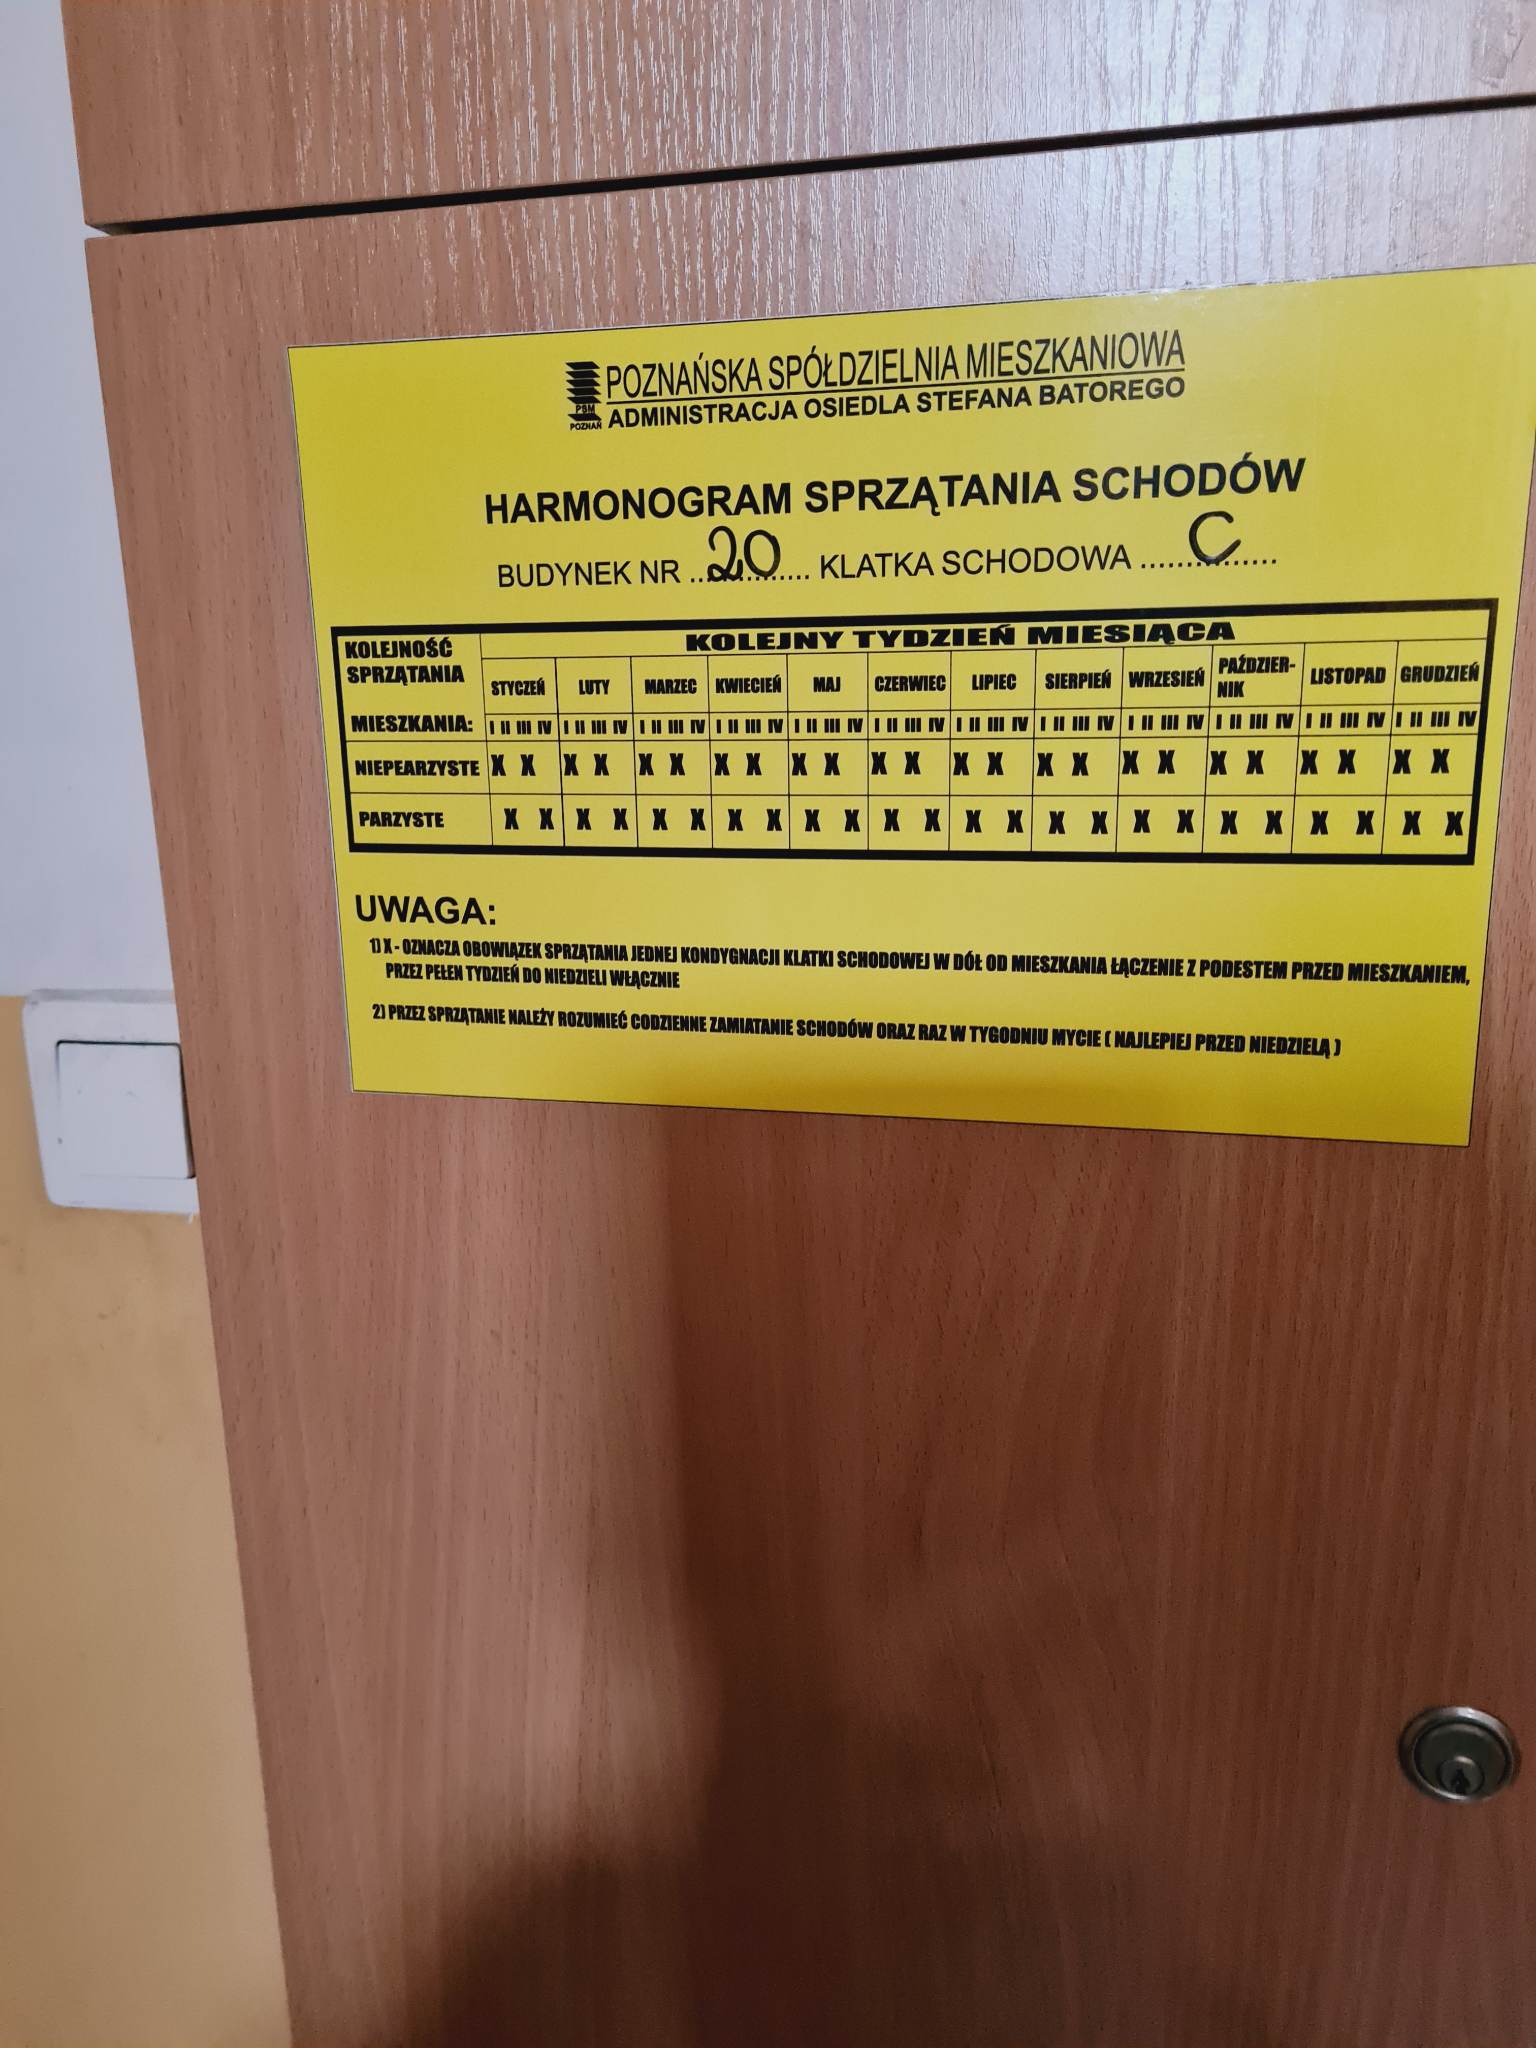 POZNAŃSKA SPÓŁDZIELNIA MIESZKANIOWA
PSM
POZNAŃ
ADMINISTRACJA OSIEDLA STEFANA BATOREGO
HARMONOGRAM SPRZĄTANIA SCHODÓW
BUDYNEK NR ...20... KLATKA SCHODOWA ...C...
KOLEJNOŚĆ SPRZĄTANIA
MIESZKANIA:
KOLEJNY TYDZIEŃ MIESIĄCA
STYCZEŃ LUTY MARZEC KWIECIEŃ MAJ CZERWIEC LIPIEC SIERPIEŃ WRZESIEŃ PAŹDZIER-NIK LISTOPAD GRUDZIEŃ
I II III IV I II III IV I II III IV I II III IV I II III IV I II III IV I II III IV I II III IV I II III IV I II III IV I II III IV I II III IV
NIEPEARZYSTE X X X X X X X X X X X X X X X X X X X X X X X X
PARZYSTE X X X X X X X X X X X X X X X X X X X X X X X X
UWAGA:
1) X - OZNACZA OBOWIĄZEK SPRZĄTANIA JEDNEJ KONDYGNACJI KLATKI SCHODOWEJ W DÓŁ OD MIESZKANIA ŁĄCZENIE Z PODESTEM PRZED MIESZKANIEM,
PRZEZ PEŁEN TYDZIEŃ DO NIEDZIELI WŁĄCZNIE
2) PRZEZ SPRZĄTANIE NALEŻY ROZUMIEĆ CODZIENNE ZAMIATANIE SCHODÓW ORAZ RAZ W TYGODNIU MYCIE ( NAJLEPIEJ PRZED NIEDZIELĄ )